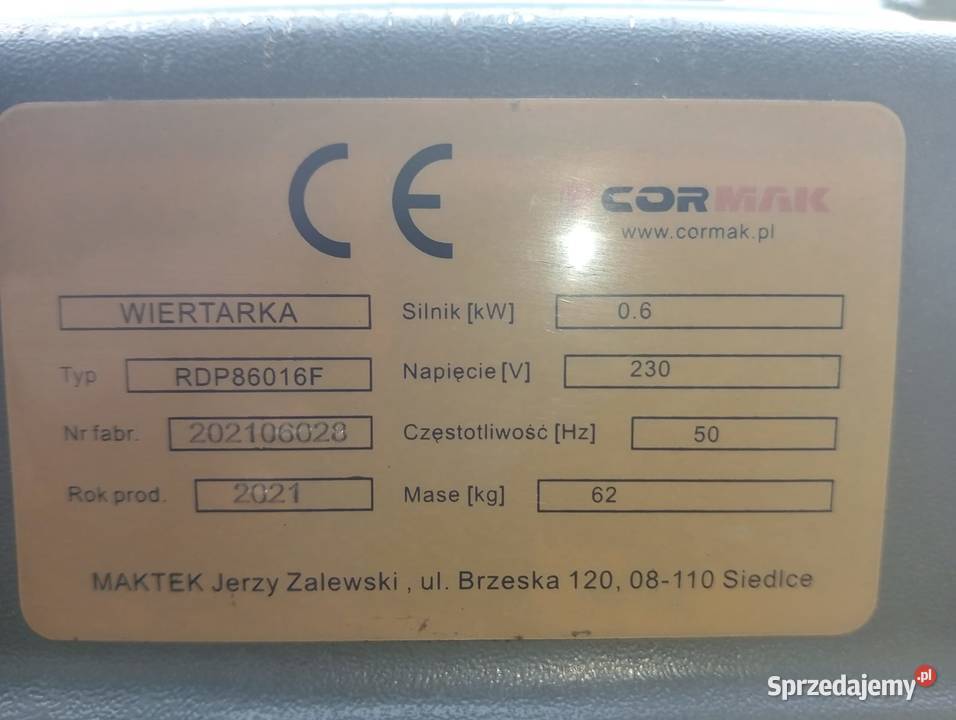 CE
CORMAK
www.cormak.pl
WIERTARKA Silnik [kW] 0.6
Typ RDP86016F Napięcie [V] 230
Nr fabr. 202106028 Częstotliwość [Hz] 50
Rok prod. 2021 Mase [kg] 62
MAKTEK Jerzy Zalewski , ul. Brzeska 120, 08-110 Siedlce
Sprzedajemy.pl